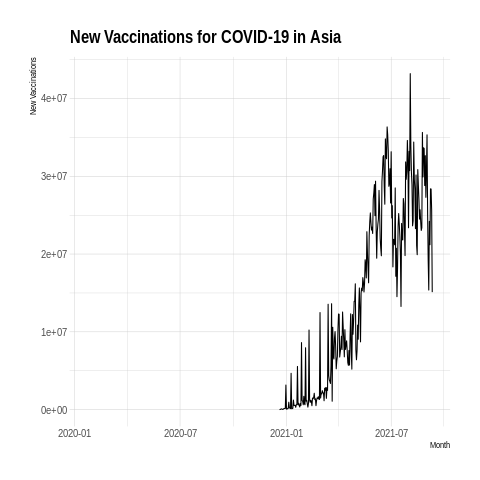 New Vaccinations for COVID-19 in Asia
New Vaccinations
4e+07
3e+07
2e+07
1e+07
0e+00
2020-01
2020-07
2021-01
2021-07
Month